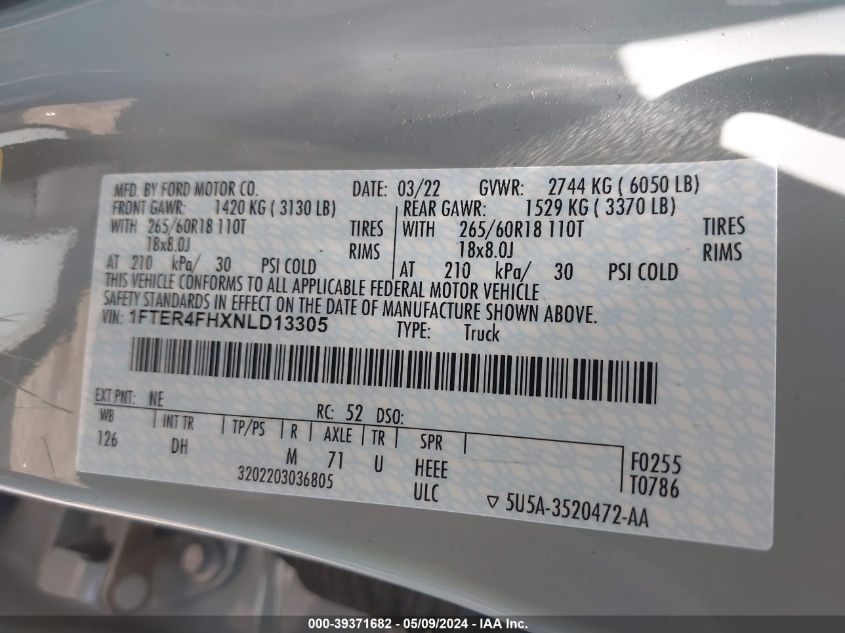 MFD. BY FORD MOTOR CO. DATE: 03/22 GVWR: 2744 KG ( 6050 LB)
FRONT GAWR: 1420 KG ( 3130 LB) REAR GAWR: 1529 KG ( 3370 LB)
WITH 265/60R18 110T TIRES WITH 265/60R18 110T TIRES
18x8.0J RIMS 18x8.0J RIMS
AT 210 kPa/ 30 PSI COLD AT 210 kPa/ 30 PSI COLD
THIS VEHICLE CONFORMS TO ALL APPLICABLE FEDERAL MOTOR VEHICLE
SAFETY STANDARDS IN EFFECT ON THE DATE OF MANUFACTURE SHOWN ABOVE.
VIN: 1FTER4FHXNLD13305 TYPE: Truck
EXT PNT: NE RC: 52 DSO:
WB INT TR TP/PS R AXLE TR SPR
126 DH M 71 U HEEE F0255
3202203036805 ULC T0786
▽ 5U5A-3520472-AA
000-39371682 - 05/09/2024 - IAA Inc.